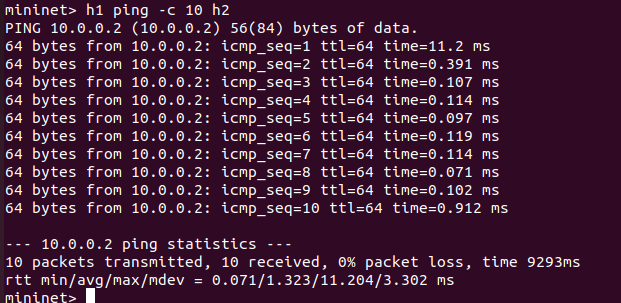 mininet> h1 ping -c 10 h2
PING 10.0.0.2 (10.0.0.2) 56(84) bytes of data.
64 bytes from 10.0.0.2: icmp_seq=1 ttl=64 time=11.2 ms
64 bytes from 10.0.0.2: icmp_seq=2 ttl=64 time=0.391 ms
64 bytes from 10.0.0.2: icmp_seq=3 ttl=64 time=0.107 ms
64 bytes from 10.0.0.2: icmp_seq=4 ttl=64 time=0.114 ms
64 bytes from 10.0.0.2: icmp_seq=5 ttl=64 time=0.097 ms
64 bytes from 10.0.0.2: icmp_seq=6 ttl=64 time=0.119 ms
64 bytes from 10.0.0.2: icmp_seq=7 ttl=64 time=0.114 ms
64 bytes from 10.0.0.2: icmp_seq=8 ttl=64 time=0.071 ms
64 bytes from 10.0.0.2: icmp_seq=9 ttl=64 time=0.102 ms
64 bytes from 10.0.0.2: icmp_seq=10 ttl=64 time=0.912 ms
--- 10.0.0.2 ping statistics ---
10 packets transmitted, 10 received, 0% packet loss, time 9293ms
rtt min/avg/max/mdev = 0.071/1.323/11.204/3.302 ms
mininet>